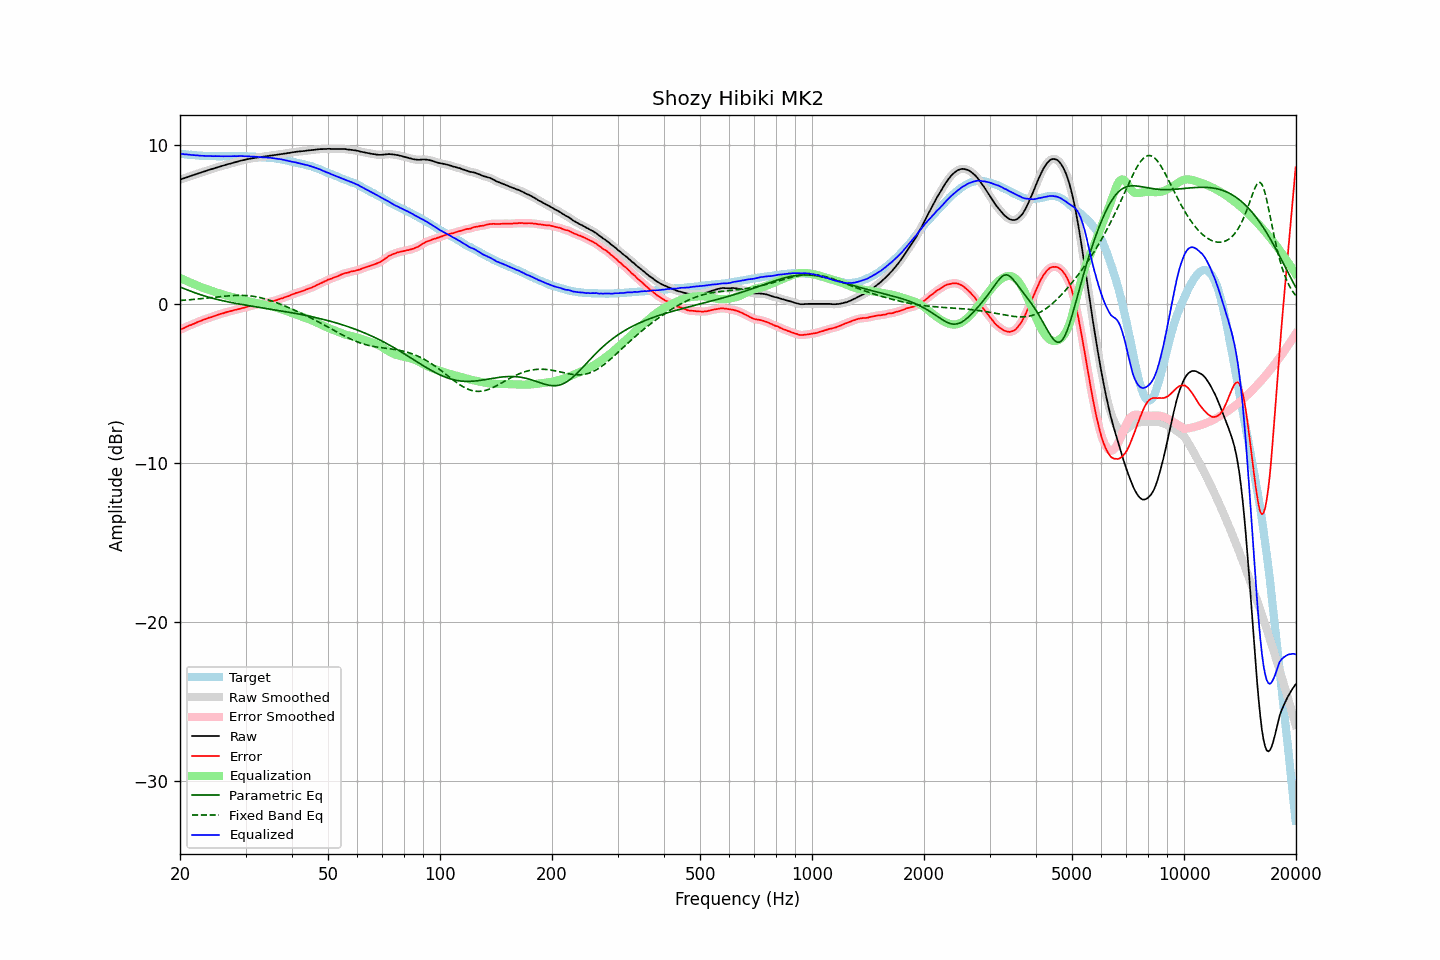 Shozy Hibiki MK2
Amplitude (dBr)
10
0
−10
−20
−30
Target
Raw Smoothed
Error Smoothed
Raw
Error
Equalization
Parametric Eq
Fixed Band Eq
Equalized
20 50 100 200 500 1000 2000 5000 10000 20000
Frequency (Hz)